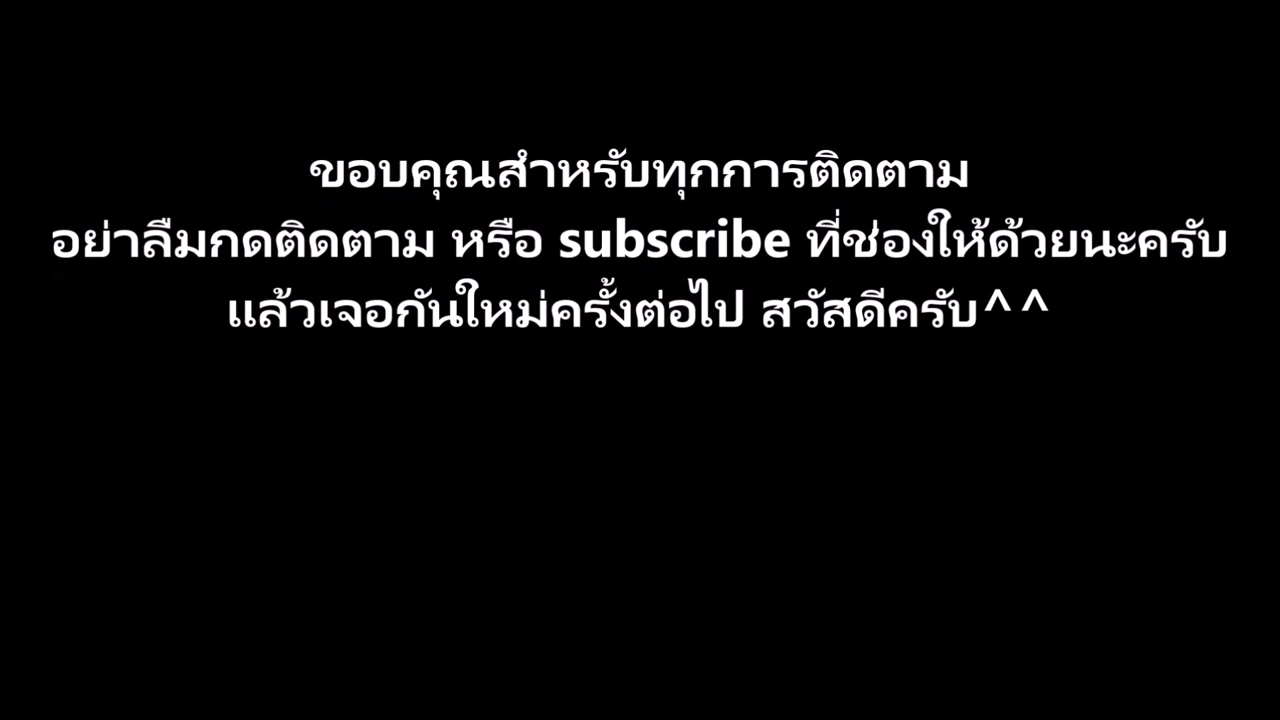 ขอบคุณสำหรับทุกการติดตาม
อย่าลืมกดติดตาม หรือ subscribe ที่ช่องให้ด้วยนะครับ
แล้วเจอกันใหม่ครั้งต่อไป สวัสดีครับ^^